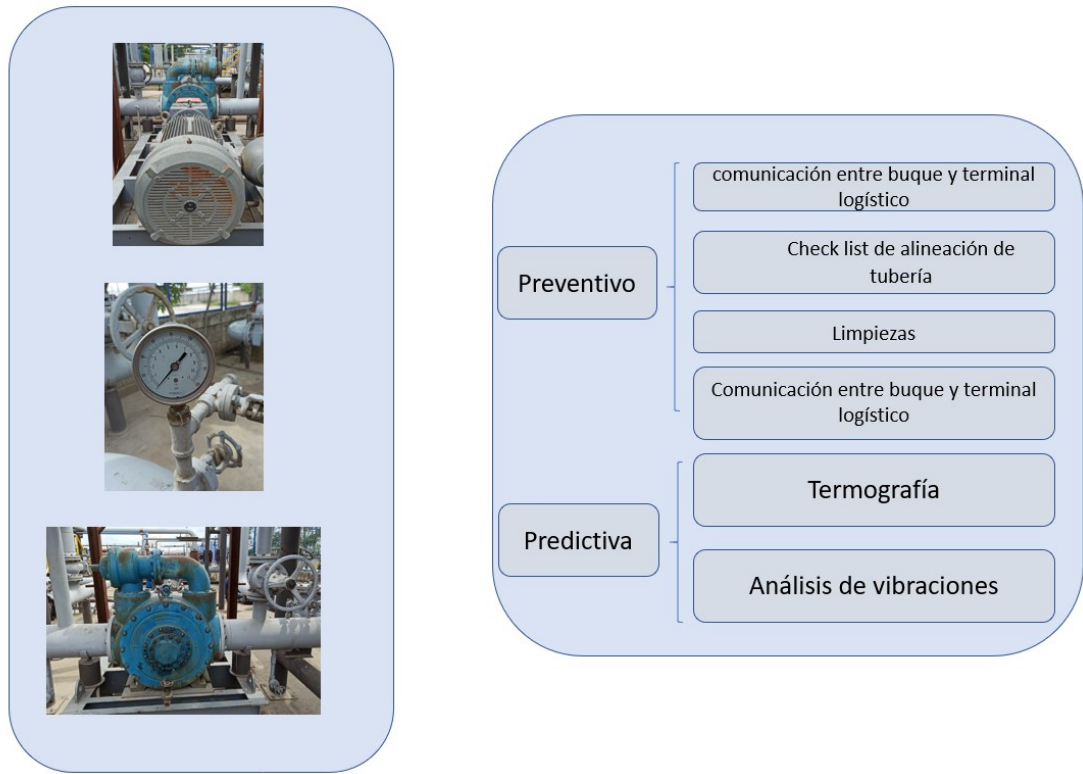 Preventivo
comunicación entre buque y terminal
logístico
Check list de alineación de
tubería
Limpiezas
Comunicación entre buque y terminal
logístico
Predictiva
Termografía
Análisis de vibraciones